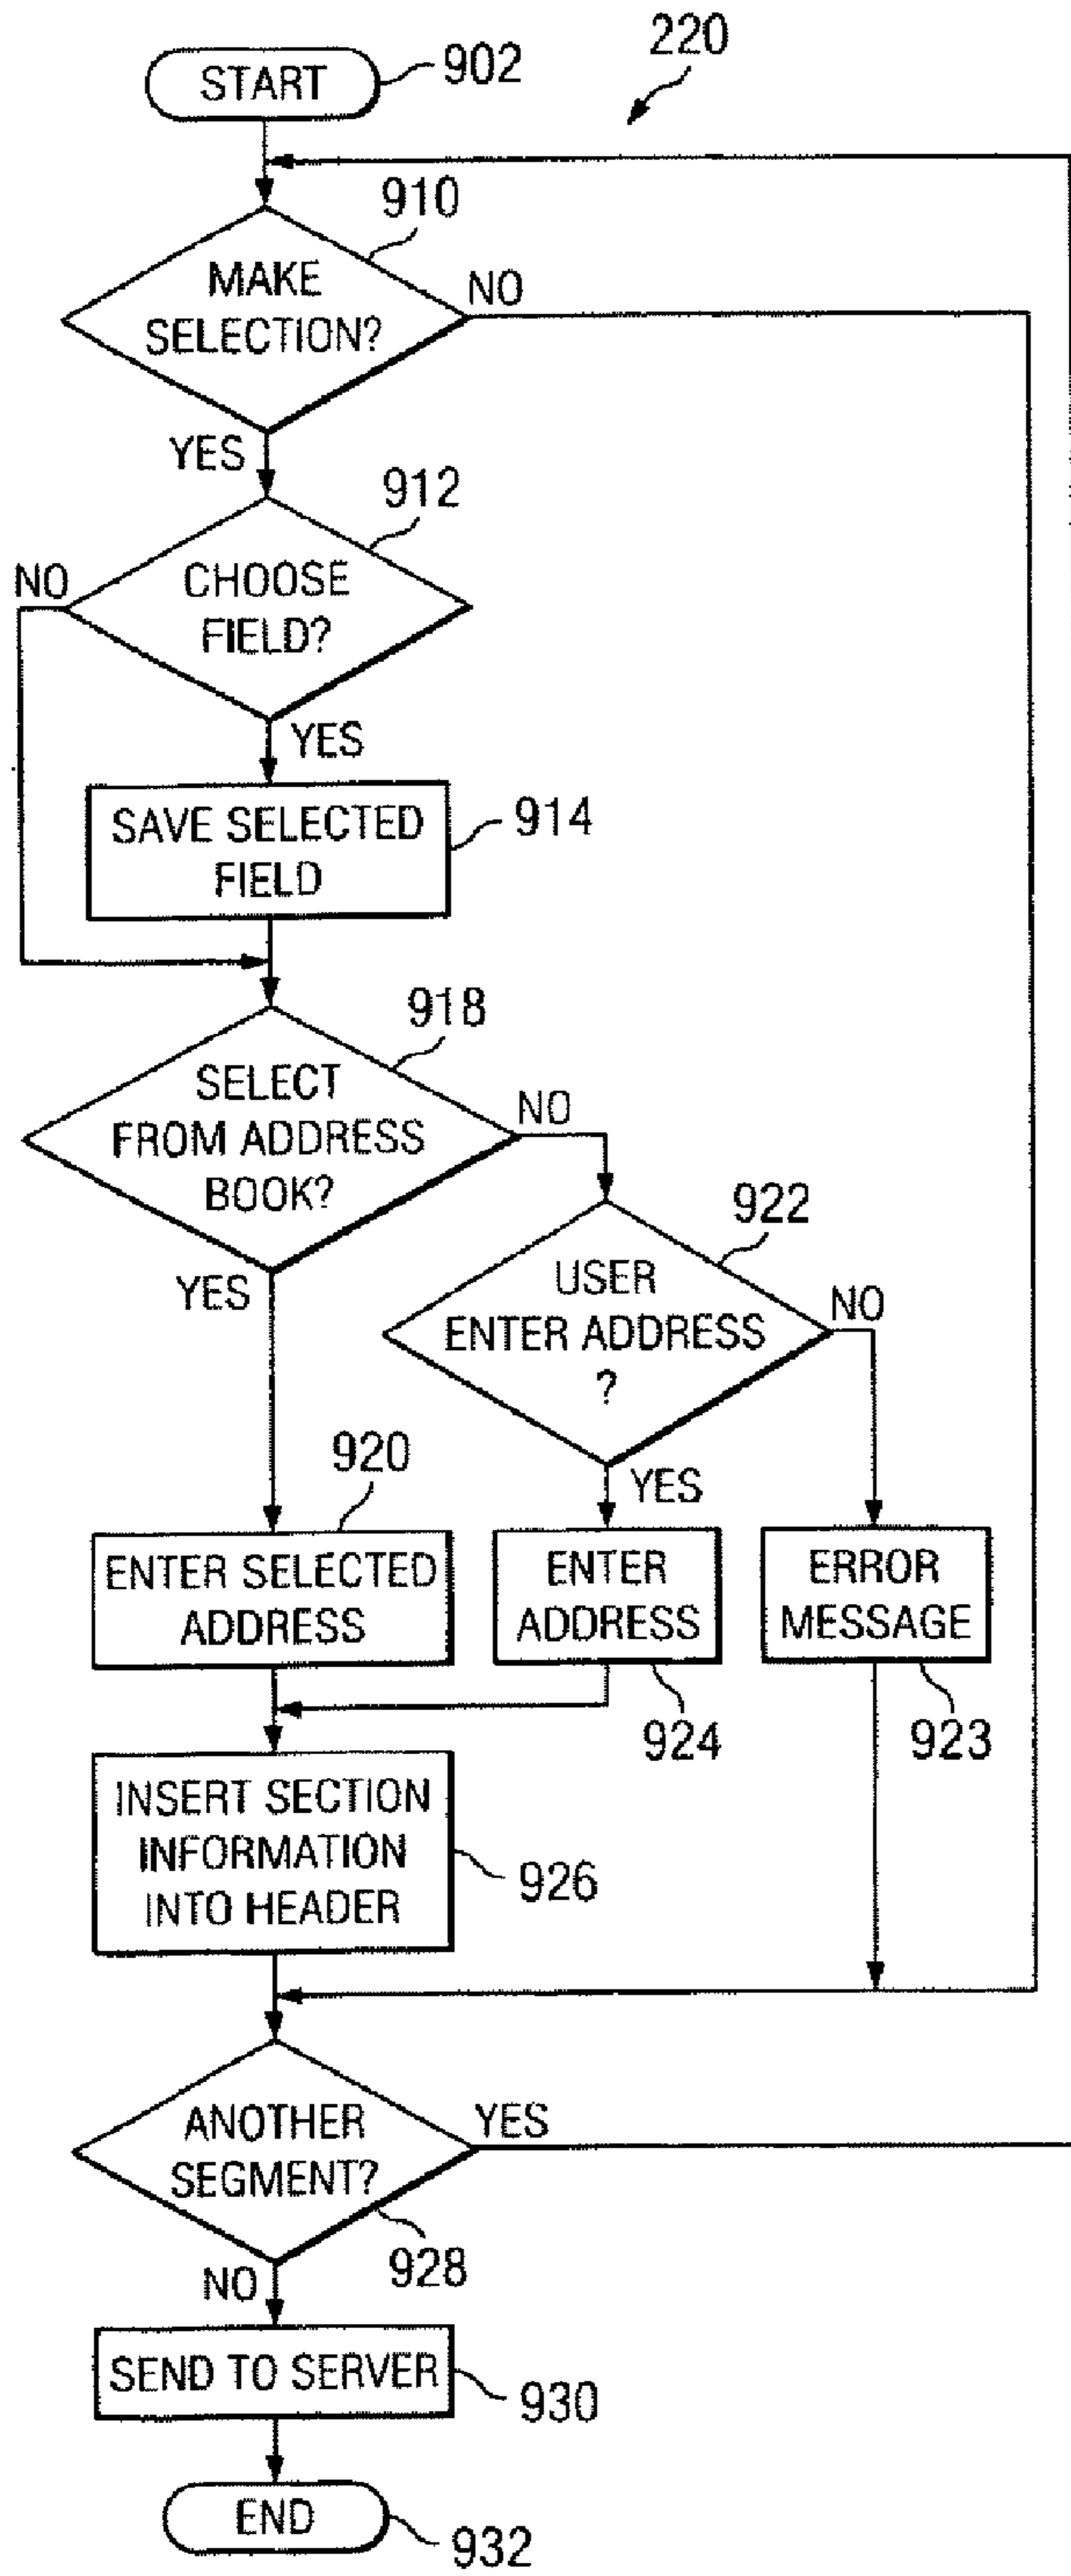 220
START
902
910
MAKE
SELECTION?
NO
YES
912
NO
CHOOSE
FIELD?
YES
SAVE SELECTED
FIELD
914
918
SELECT
FROM ADDRESS
BOOK?
NO
YES
922
USER
ENTER ADDRESS
?
NO
YES
920
ENTER SELECTED
ADDRESS
ENTER
ADDRESS
924
ERROR
MESSAGE
923
INSERT SECTION
INFORMATION
INTO HEADER
926
ANOTHER
SEGMENT?
YES
928
NO
SEND TO SERVER
930
END
932